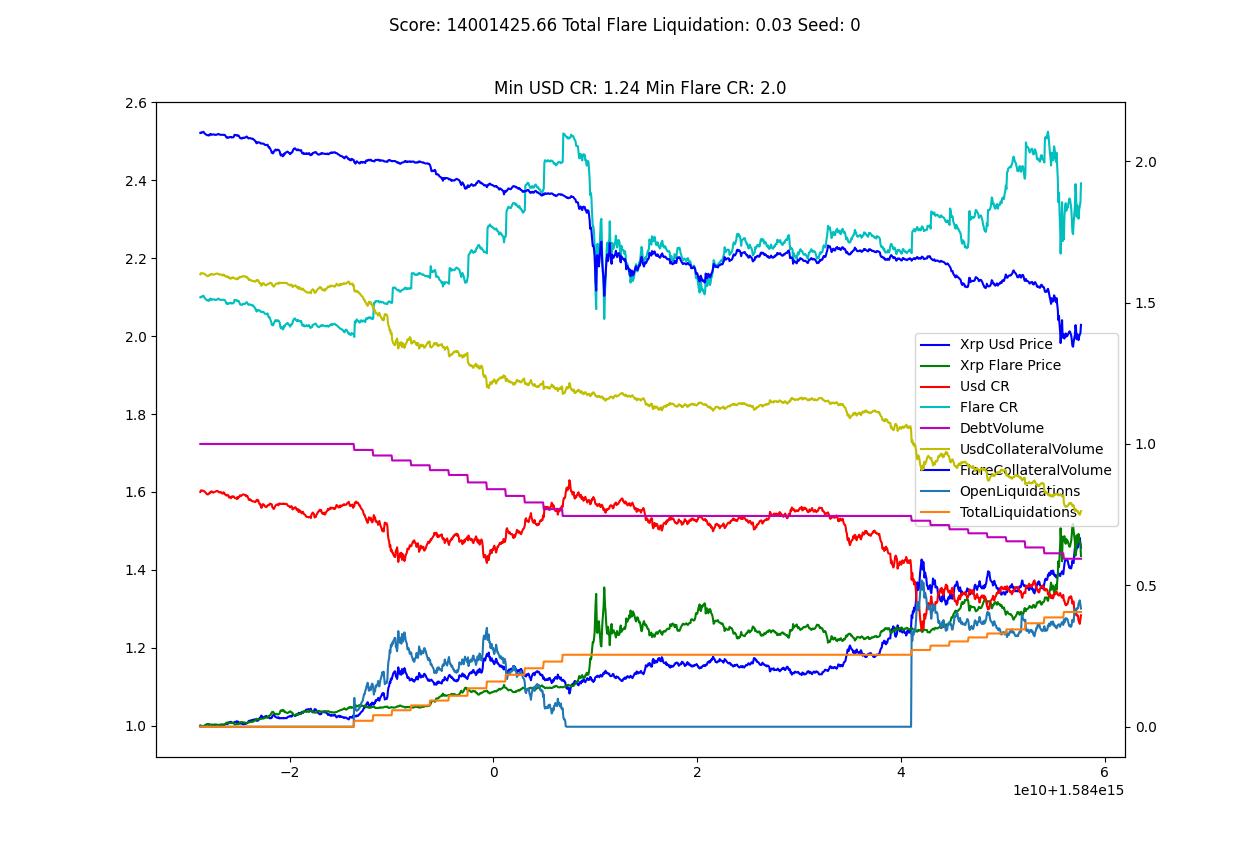 Score: 14001425.66 Total Flare Liquidation: 0.03 Seed: 0
Min USD CR: 1.24 Min Flare CR: 2.0
2.6
2.4
2.2
2.0
1.8
1.6
1.4
1.2
1.0
2.0
1.5
1.0
0.5
0.0
Xrp Usd Price
Xrp Flare Price
Usd CR
Flare CR
DebtVolume
UsdCollateralVolume
FlareCollateralVolume
OpenLiquidations
TotalLiquidations
−2 0 2 4 6
1e10+1.584e15